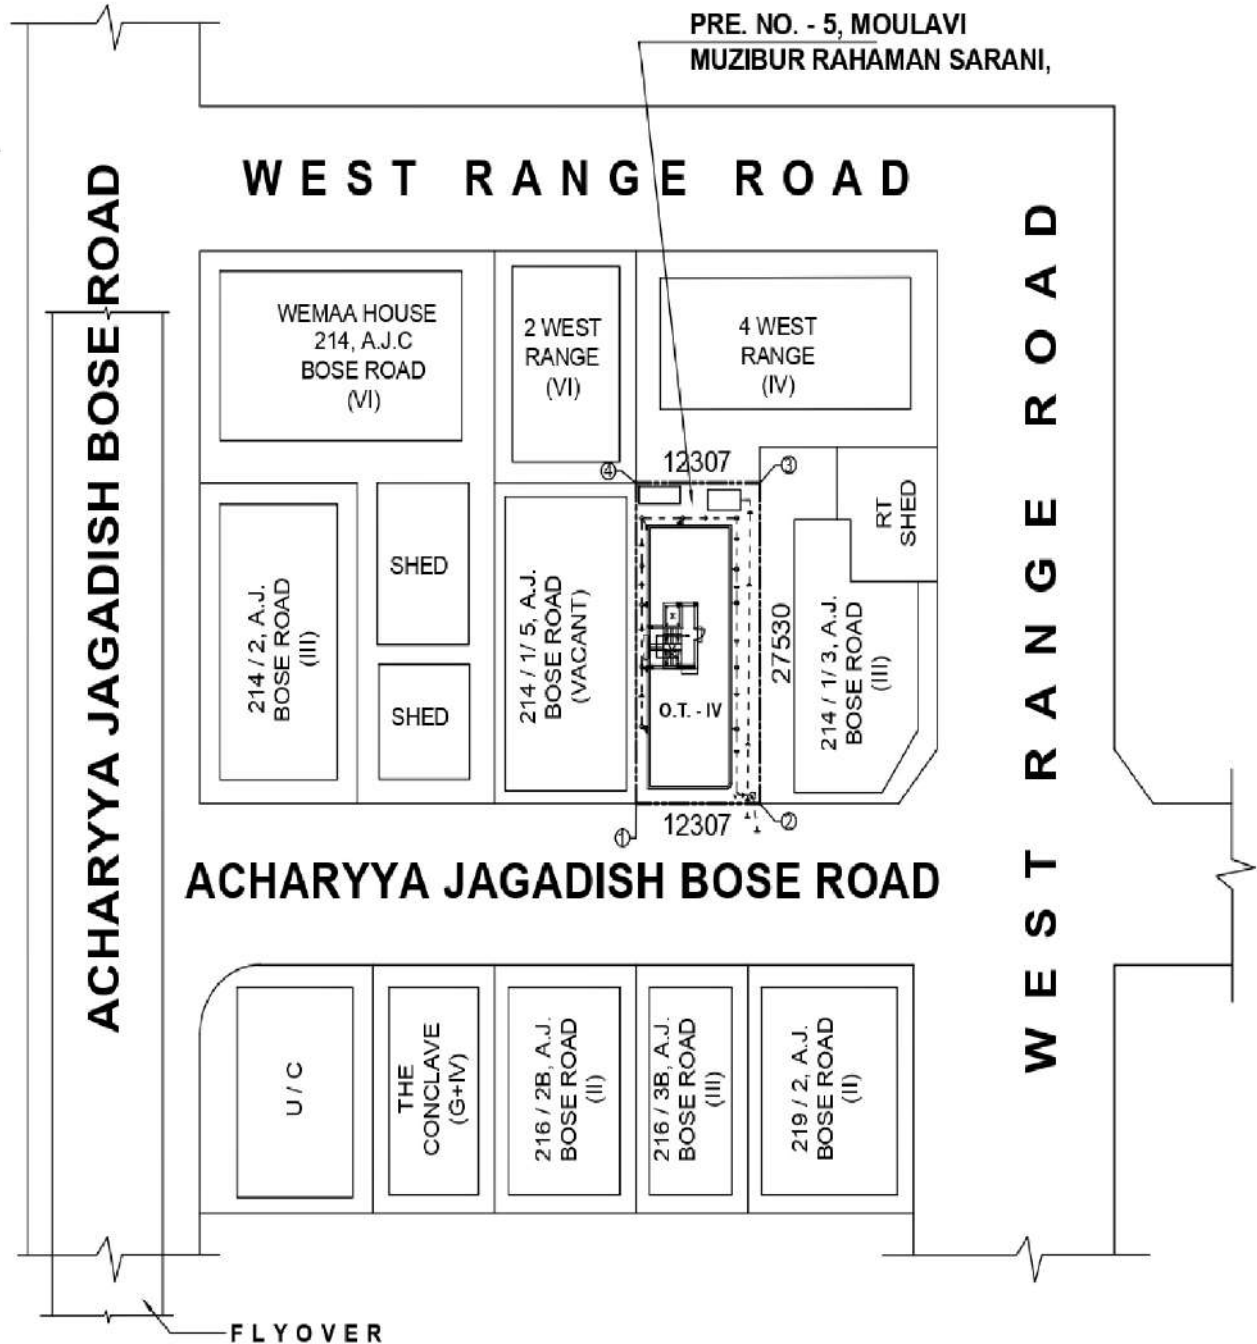 PRE. NO. - 5, MOULAVI
MUZIBUR RAHAMAN SARANI,
WEST RANGE ROAD
ACHARYYA JAGADISH BOSE ROAD
WEST RANGE ROAD
WEMAA HOUSE
214, A.J.C
BOSE ROAD
(VI)
2 WEST
RANGE
(VI)
4 WEST
RANGE
(IV)
4
12307
3
RT
SHED
214 / 2, A.J.
BOSE ROAD
(III)
SHED
SHED
214 / 1/ 5, A.J.
BOSE ROAD
(VACANT)
O.T. - IV
27530
214 / 1/ 3, A.J.
BOSE ROAD
(III)
1
12307
2
ACHARYYA JAGADISH BOSE ROAD
U / C
THE
CONCLAVE
(G+IV)
216 / 2B, A.J.
BOSE ROAD
(II)
216 / 3B, A.J.
BOSE ROAD
(III)
219 / 2, A.J.
BOSE ROAD
(II)
FLYOVER